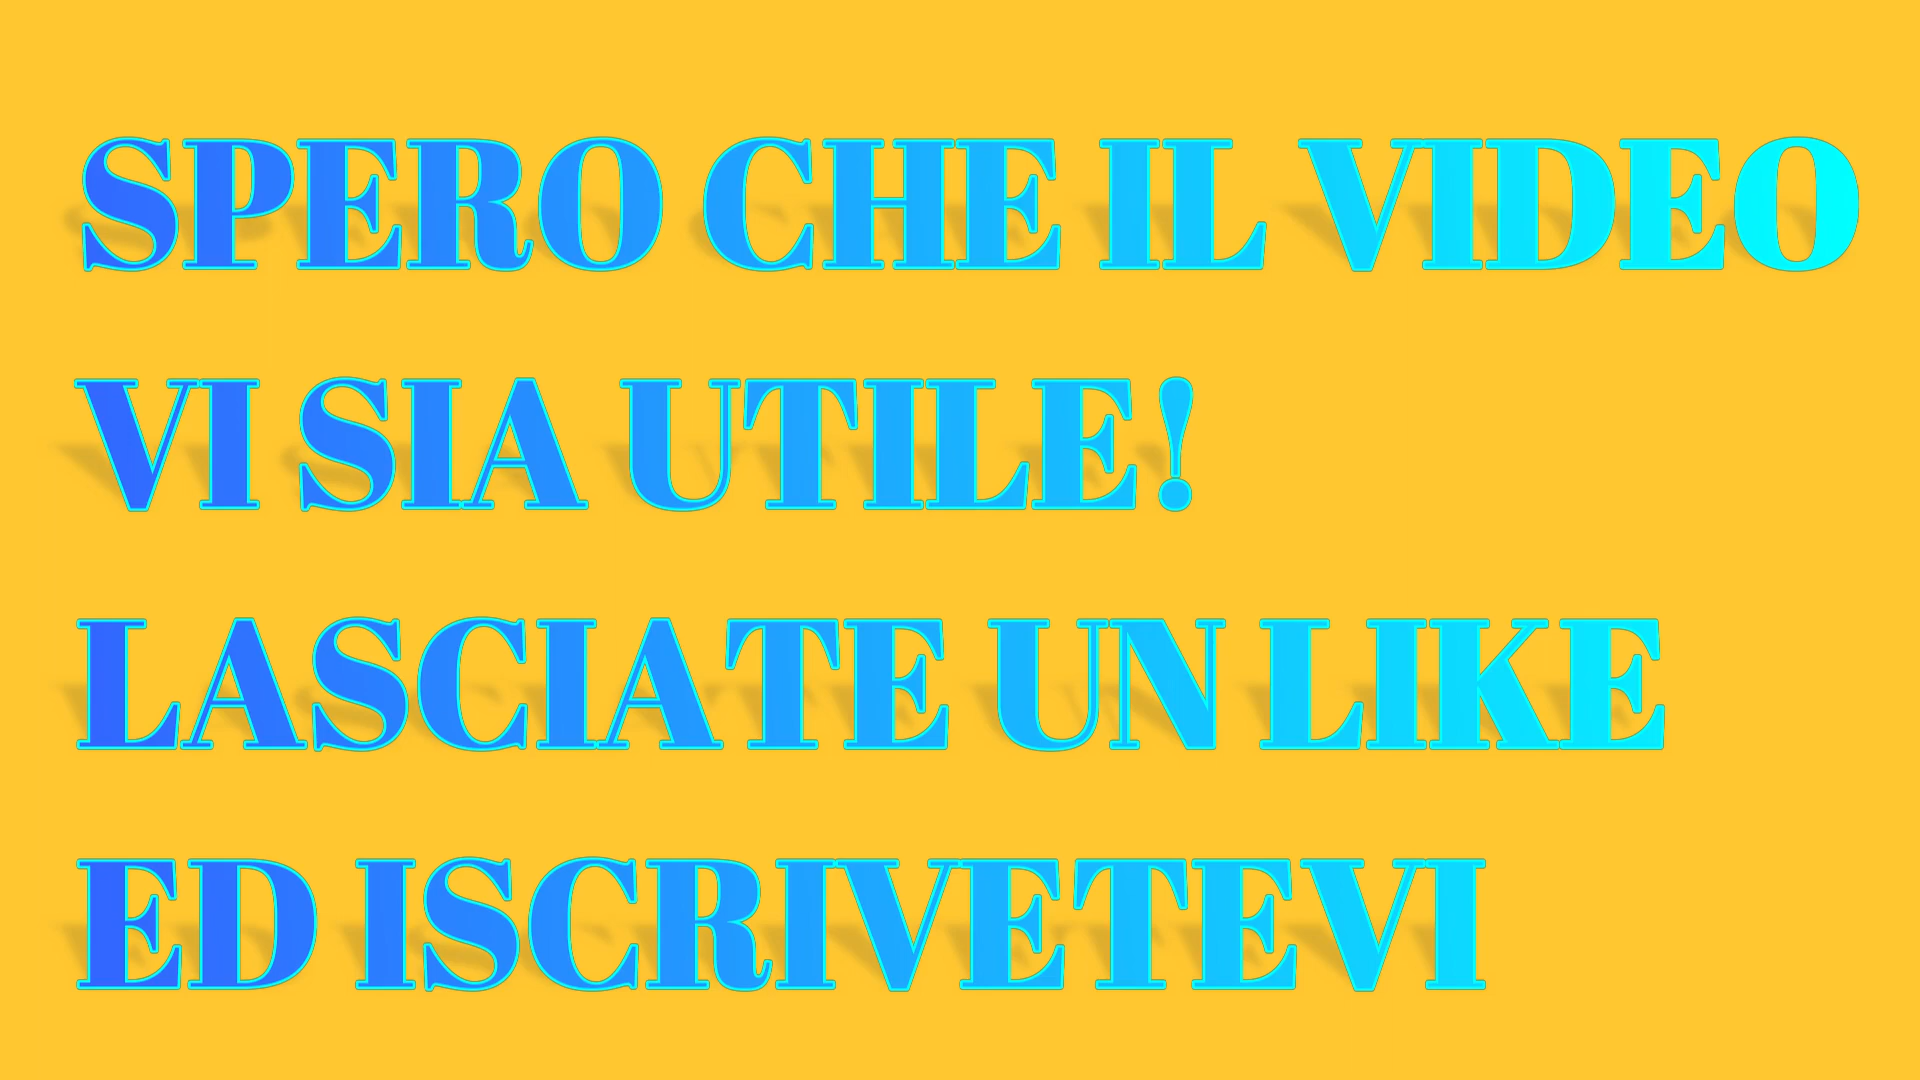 SPERO CHE IL VIDEO
VI SIA UTILE!
LASCIATE UN LIKE
ED ISCRIVETEVI